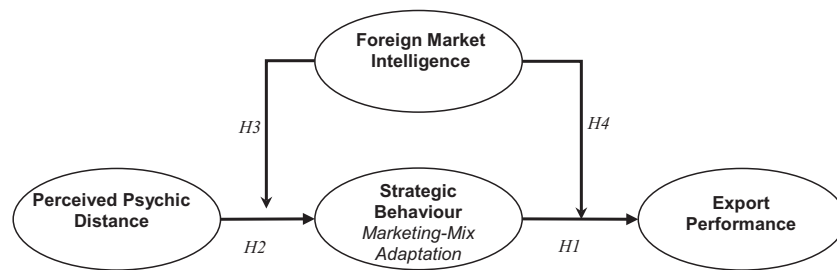 Foreign Market
Intelligence
H3
H4
Perceived Psychic
Distance
H2
Strategic
Behaviour
Marketing-Mix
Adaptation
H1
Export
Performance